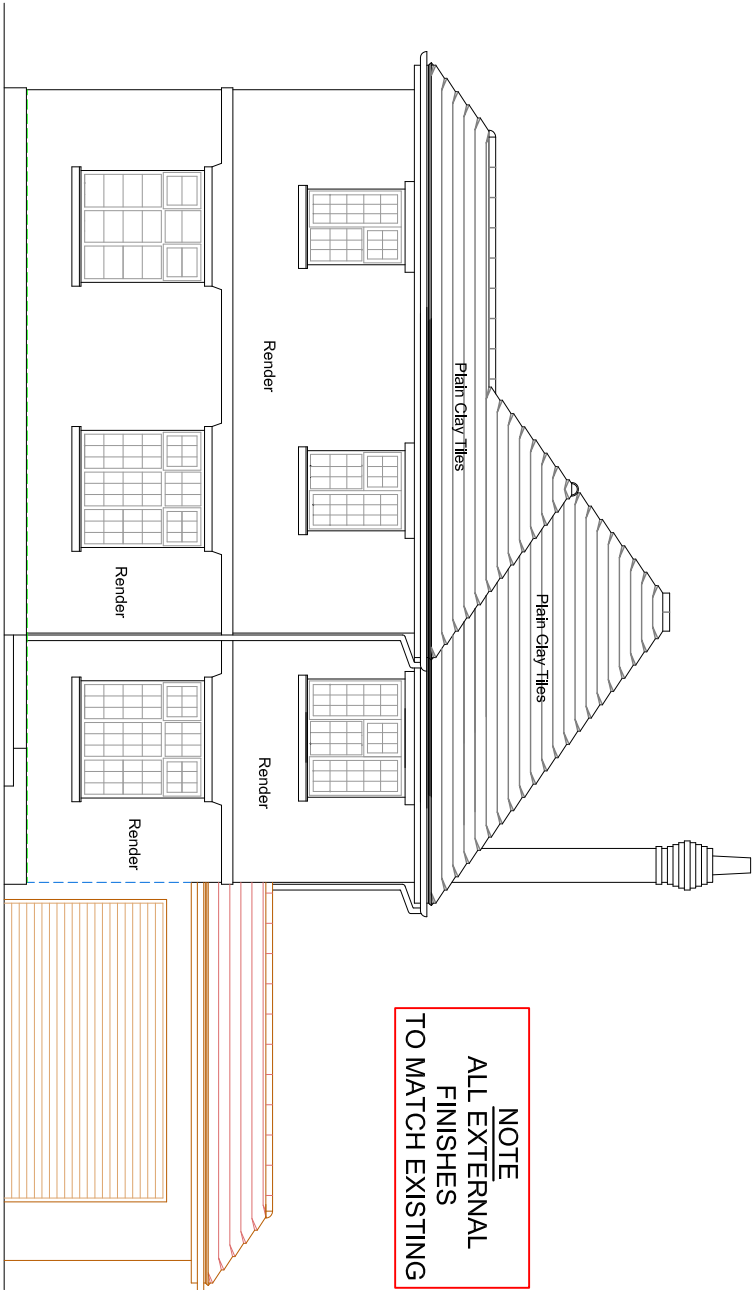 Plain Clay Tiles
Plain Clay Tiles
Render
Render
Render
Render
NOTE
ALL EXTERNAL
FINISHES
TO MATCH EXISTING